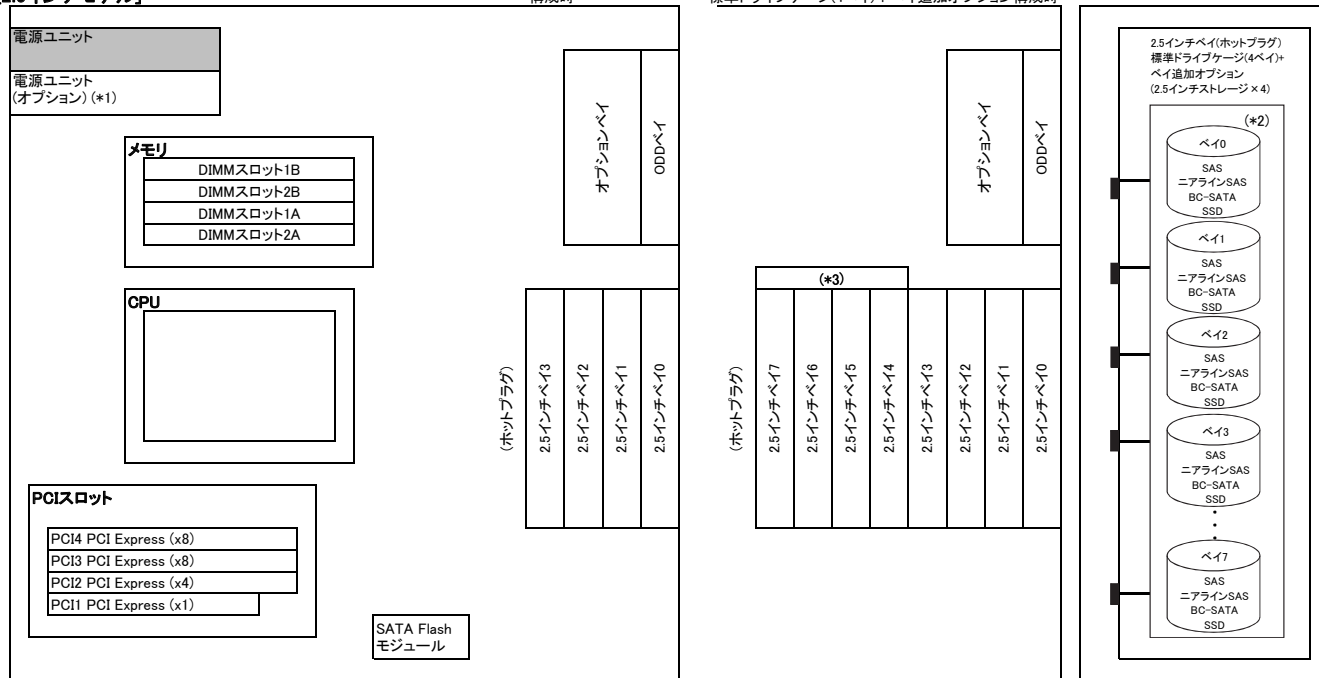 電源ユニット
電源ユニット
(オプション) (*1)
メモリ
DIMMスロット1B
DIMMスロット2B
DIMMスロット1A
DIMMスロット2A
CPU
PCIスロット
PCI4 PCI Express (x8)
PCI3 PCI Express (x8)
PCI2 PCI Express (x4)
PCI1 PCI Express (x1)
SATA Flash
モジュール
オプションベイ
ODDベイ
(ホットプラグ)
2.5インチベイ3
2.5インチベイ2
2.5インチベイ1
2.5インチベイ0
オプションベイ
ODDベイ
(*3)
(ホットプラグ)
2.5インチベイ7
2.5インチベイ6
2.5インチベイ5
2.5インチベイ4
2.5インチベイ3
2.5インチベイ2
2.5インチベイ1
2.5インチベイ0
2.5インチベイ(ホットプラグ)
標準ドライブケージ(4ベイ)+
ベイ追加オプション
(2.5インチストレージ×4)
(*2)
ベイ0
SAS
ニアラインSAS
BC-SATA
SSD
ベイ1
SAS
ニアラインSAS
BC-SATA
SSD
ベイ2
SAS
ニアラインSAS
BC-SATA
SSD
ベイ3
SAS
ニアラインSAS
BC-SATA
SSD
・
・
・
ベイ7
SAS
ニアラインSAS
BC-SATA
SSD